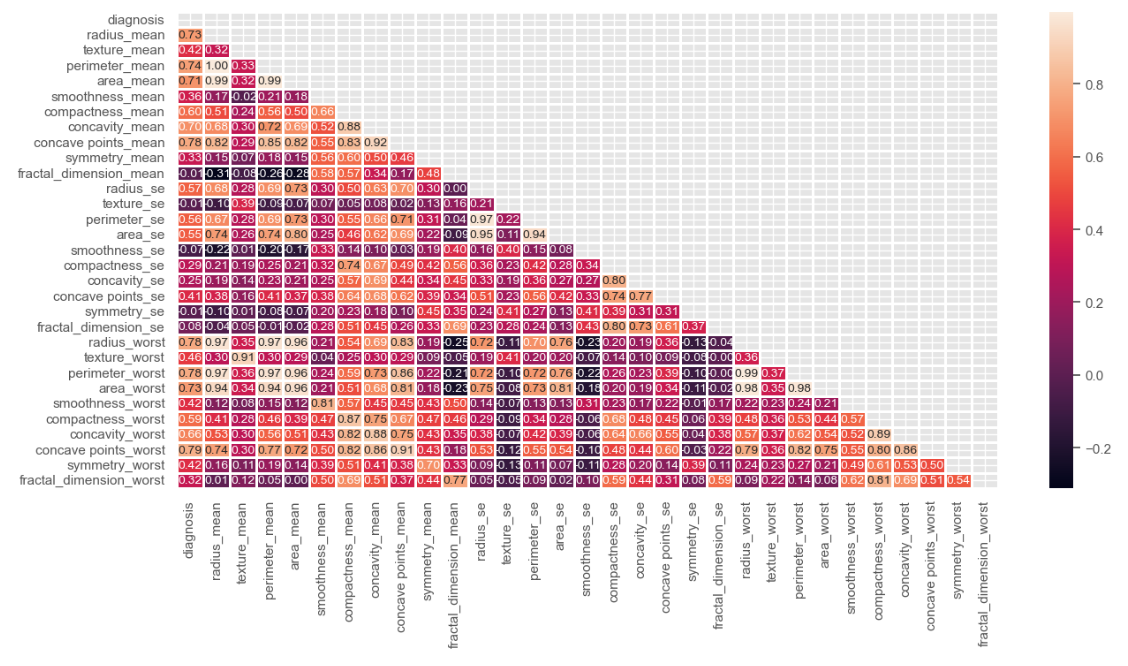 diagnosis
radius_mean 0.73
texture_mean 0.42 0.32
perimeter_mean 0.74 1.00 0.33
area_mean 0.71 0.99 0.32 0.99
smoothness_mean 0.36 0.17 -0.02 0.21 0.18
compactness_mean 0.60 0.51 0.24 0.56 0.50 0.66
concavity_mean 0.70 0.68 0.30 0.72 0.69 0.52 0.88
concave points_mean 0.78 0.82 0.29 0.85 0.82 0.55 0.83 0.92
symmetry_mean 0.33 0.15 0.07 0.18 0.15 0.56 0.60 0.50 0.46
fractal_dimension_mean -0.01 -0.31 -0.08 -0.26 -0.28 0.58 0.57 0.34 0.17 0.48
radius_se 0.57 0.68 0.28 0.69 0.73 0.30 0.50 0.63 0.70 0.30 0.00
texture_se -0.01 -0.10 0.39 -0.09 -0.07 0.07 0.05 0.08 0.02 0.13 0.16 0.21
perimeter_se 0.56 0.67 0.28 0.69 0.73 0.30 0.55 0.66 0.71 0.31 0.04 0.97 0.22
area_se 0.55 0.74 0.26 0.74 0.80 0.25 0.46 0.62 0.69 0.22 -0.09 0.95 0.11 0.94
smoothness_se -0.07 -0.22 0.01 -0.20 -0.17 0.33 0.14 0.10 0.03 0.19 0.40 0.16 0.40 0.15 0.08
compactness_se 0.29 0.21 0.19 0.25 0.21 0.32 0.74 0.67 0.49 0.42 0.56 0.36 0.23 0.42 0.28 0.34
concavity_se 0.25 0.19 0.14 0.23 0.21 0.25 0.57 0.69 0.44 0.34 0.45 0.33 0.19 0.36 0.27 0.27 0.80
concave points_se 0.41 0.38 0.16 0.41 0.37 0.38 0.64 0.68 0.62 0.39 0.34 0.51 0.23 0.56 0.42 0.33 0.74 0.77
symmetry_se -0.01 -0.10 0.01 -0.08 -0.07 0.20 0.23 0.18 0.10 0.45 0.35 0.24 0.41 0.27 0.13 0.41 0.39 0.31 0.31
fractal_dimension_se 0.08 -0.04 0.05 -0.01 -0.02 0.28 0.51 0.45 0.26 0.33 0.69 0.23 0.28 0.24 0.13 0.43 0.80 0.73 0.61 0.37
radius_worst 0.78 0.97 0.35 0.97 0.96 0.21 0.54 0.69 0.83 0.19 -0.25 0.72 -0.11 0.70 0.76 -0.23 0.20 0.19 0.36 -0.13 -0.04
texture_worst 0.46 0.30 0.91 0.30 0.29 0.04 0.25 0.30 0.29 0.09 -0.05 0.19 0.41 0.20 0.20 -0.07 0.14 0.10 0.09 -0.08 -0.00 0.36
perimeter_worst 0.78 0.97 0.36 0.97 0.96 0.24 0.59 0.73 0.86 0.22 -0.21 0.72 -0.10 0.72 0.76 -0.22 0.26 0.23 0.39 -0.10 -0.00 0.99 0.37
area_worst 0.73 0.94 0.34 0.94 0.96 0.21 0.51 0.68 0.81 0.18 -0.23 0.75 -0.08 0.73 0.81 -0.18 0.20 0.19 0.34 -0.11 -0.02 0.98 0.35 0.98
smoothness_worst 0.42 0.12 0.08 0.15 0.12 0.81 0.57 0.45 0.45 0.43 0.50 0.14 -0.07 0.13 0.13 0.31 0.23 0.17 0.22 -0.01 0.17 0.22 0.23 0.24 0.21
compactness_worst 0.59 0.41 0.28 0.46 0.39 0.47 0.87 0.75 0.67 0.47 0.46 0.29 -0.09 0.34 0.28 -0.06 0.68 0.48 0.45 0.06 0.39 0.48 0.36 0.53 0.44 0.57
concavity_worst 0.66 0.53 0.30 0.56 0.51 0.43 0.82 0.88 0.75 0.43 0.35 0.38 -0.07 0.42 0.39 -0.06 0.64 0.66 0.55 0.04 0.38 0.57 0.37 0.62 0.54 0.52 0.89
concave points_worst 0.79 0.74 0.30 0.77 0.72 0.50 0.82 0.86 0.91 0.43 0.18 0.53 -0.12 0.55 0.54 -0.10 0.48 0.44 0.60 -0.03 0.22 0.79 0.36 0.82 0.75 0.55 0.80 0.86
symmetry_worst 0.42 0.16 0.11 0.19 0.14 0.39 0.51 0.41 0.38 0.70 0.33 0.09 -0.13 0.11 0.07 -0.11 0.28 0.20 0.14 0.39 0.11 0.24 0.23 0.27 0.21 0.49 0.61 0.53 0.50
fractal_dimension_worst 0.32 0.01 0.12 0.05 0.00 0.50 0.69 0.51 0.37 0.44 0.77 0.05 -0.05 0.09 0.02 0.10 0.59 0.44 0.31 0.08 0.59 0.09 0.22 0.14 0.08 0.62 0.81 0.69 0.51 0.54
diagnosis
radius_mean
texture_mean
perimeter_mean
area_mean
smoothness_mean
compactness_mean
concavity_mean
concave points_mean
symmetry_mean
fractal_dimension_mean
radius_se
texture_se
perimeter_se
area_se
smoothness_se
compactness_se
concavity_se
concave points_se
symmetry_se
fractal_dimension_se
radius_worst
texture_worst
perimeter_worst
area_worst
smoothness_worst
compactness_worst
concavity_worst
concave points_worst
symmetry_worst
fractal_dimension_worst
0.8
0.6
0.4
0.2
0.0
−0.2